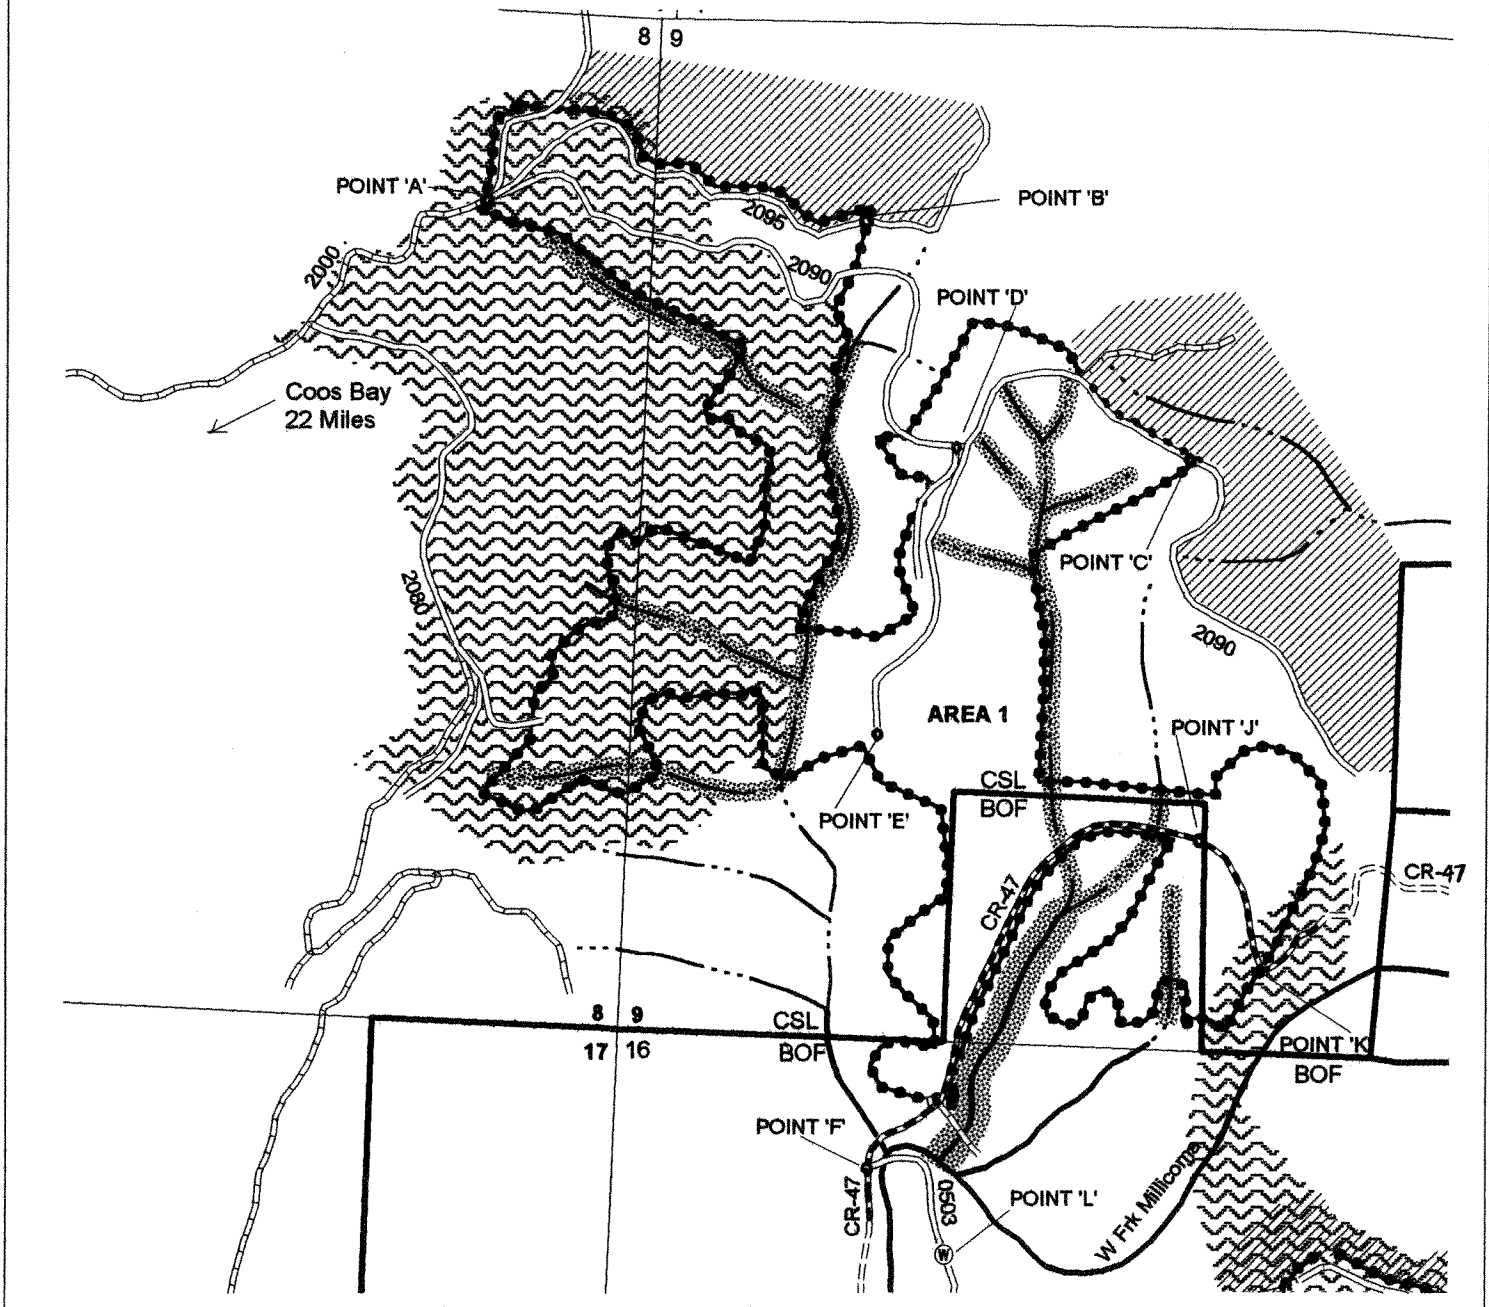 8 9
POINT 'A'
POINT 'B'
2095
2000
2090
POINT 'D'
Coos Bay
22 Miles
POINT 'C'
2080
2090
AREA 1
POINT 'J'
CSL
BOF
POINT 'E'
CR-47
CR-47
8 9
CSL
17 16
BOF
POINT 'K
BOF
POINT 'F'
W Frk Millicoma
CR-47
0503
POINT 'L'
W